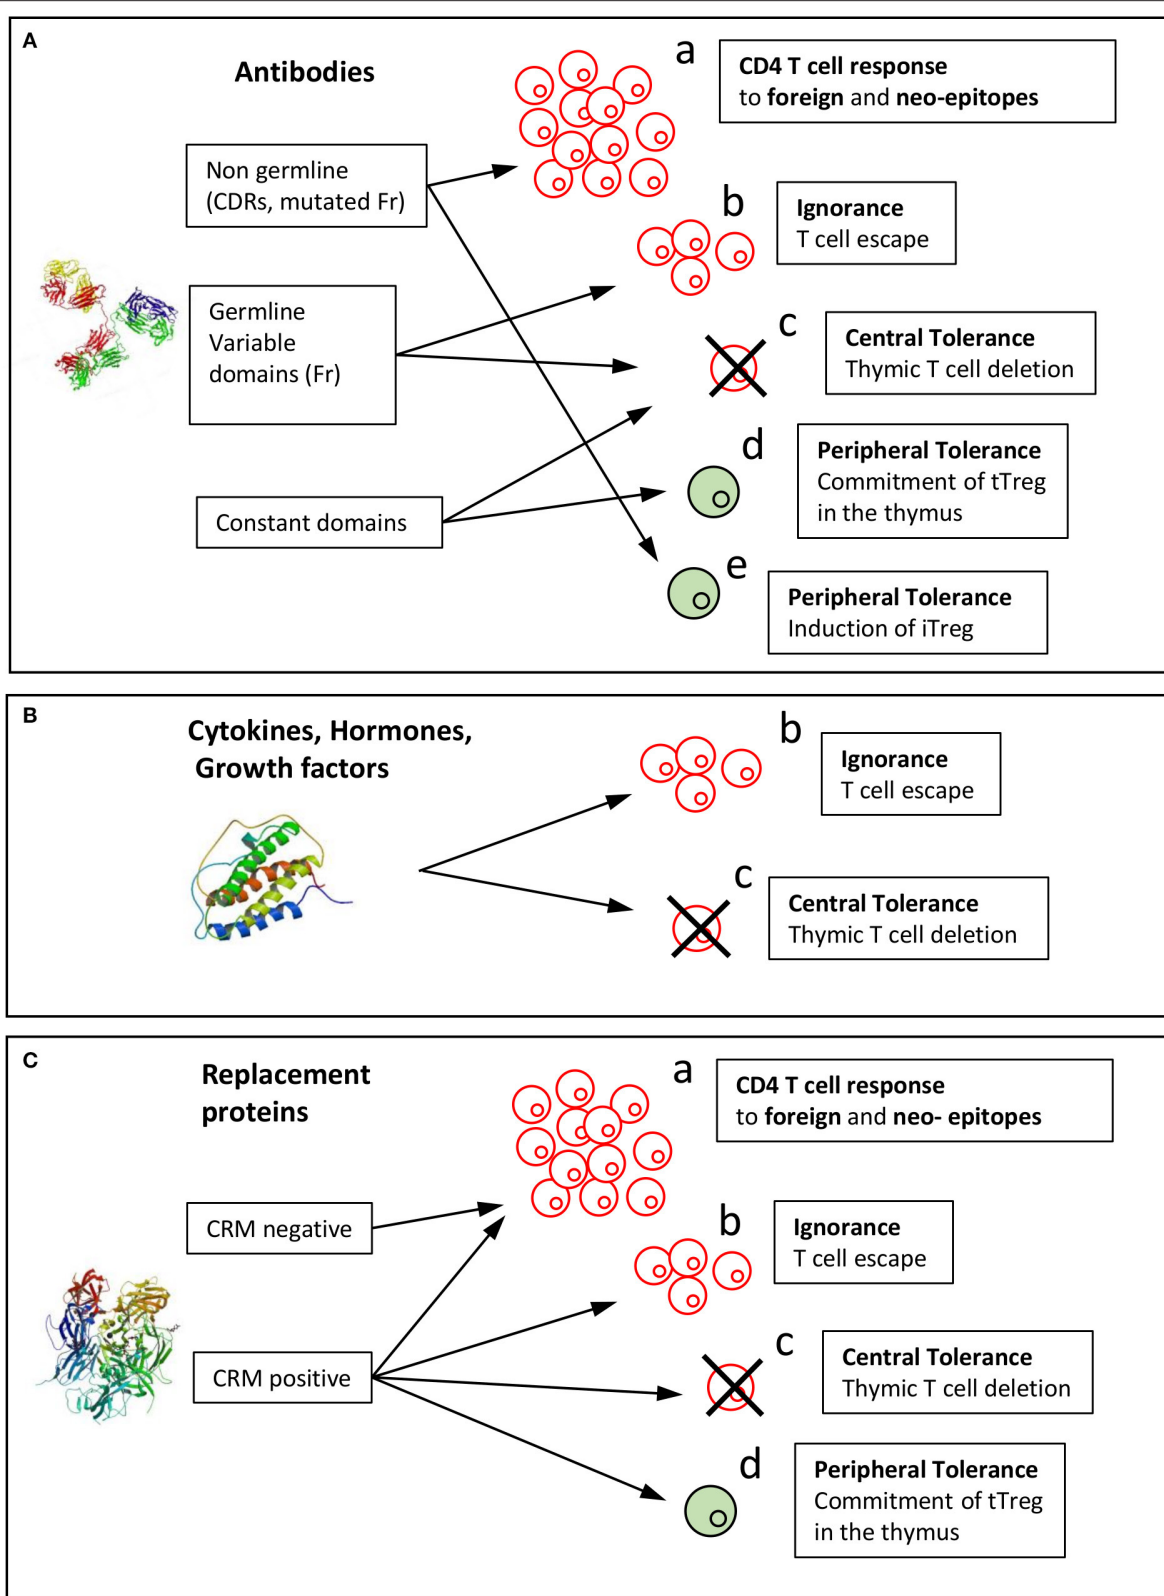 A
Antibodies
a
CD4 T cell response
to foreign and neo-epitopes
Non germline
(CDRs, mutated Fr)
b
Ignorance
T cell escape
Germline
Variable
domains (Fr)
c
Central Tolerance
Thymic T cell deletion
d
Peripheral Tolerance
Commitment of tTreg
in the thymus
Constant domains
e
Peripheral Tolerance
Induction of iTreg
B
Cytokines, Hormones,
Growth factors
b
Ignorance
T cell escape
c
Central Tolerance
Thymic T cell deletion
C
Replacement
proteins
a
CD4 T cell response
to foreign and neo- epitopes
CRM negative
b
Ignorance
T cell escape
CRM positive
c
Central Tolerance
Thymic T cell deletion
d
Peripheral Tolerance
Commitment of tTreg
in the thymus